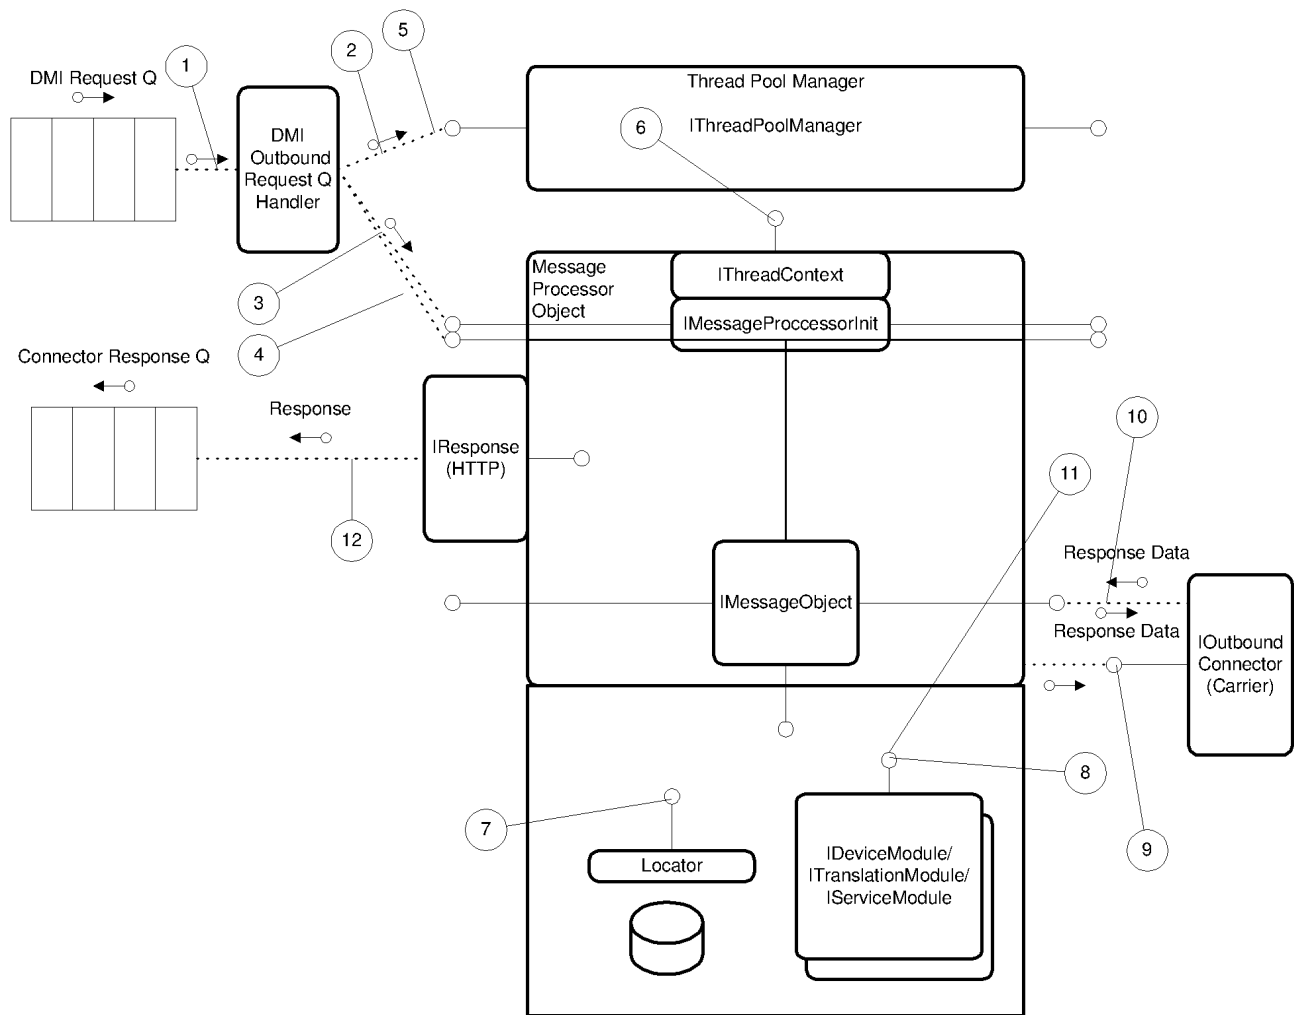 5
2
1
DMI Request Q
Thread Pool Manager
IThreadPoolManager
6
DMI
Outbound
Request Q
Handler
Message
Processor
Object
IThreadContext
IMessageProccessorInit
3
4
Connector Response Q
Response
IResponse
(HTTP)
10
11
12
Response Data
IMessageObject
Response Data
IOutbound
Connector
(Carrier)
8
7
9
Locator
IDeviceModule/
ITranslationModule/
IServiceModule